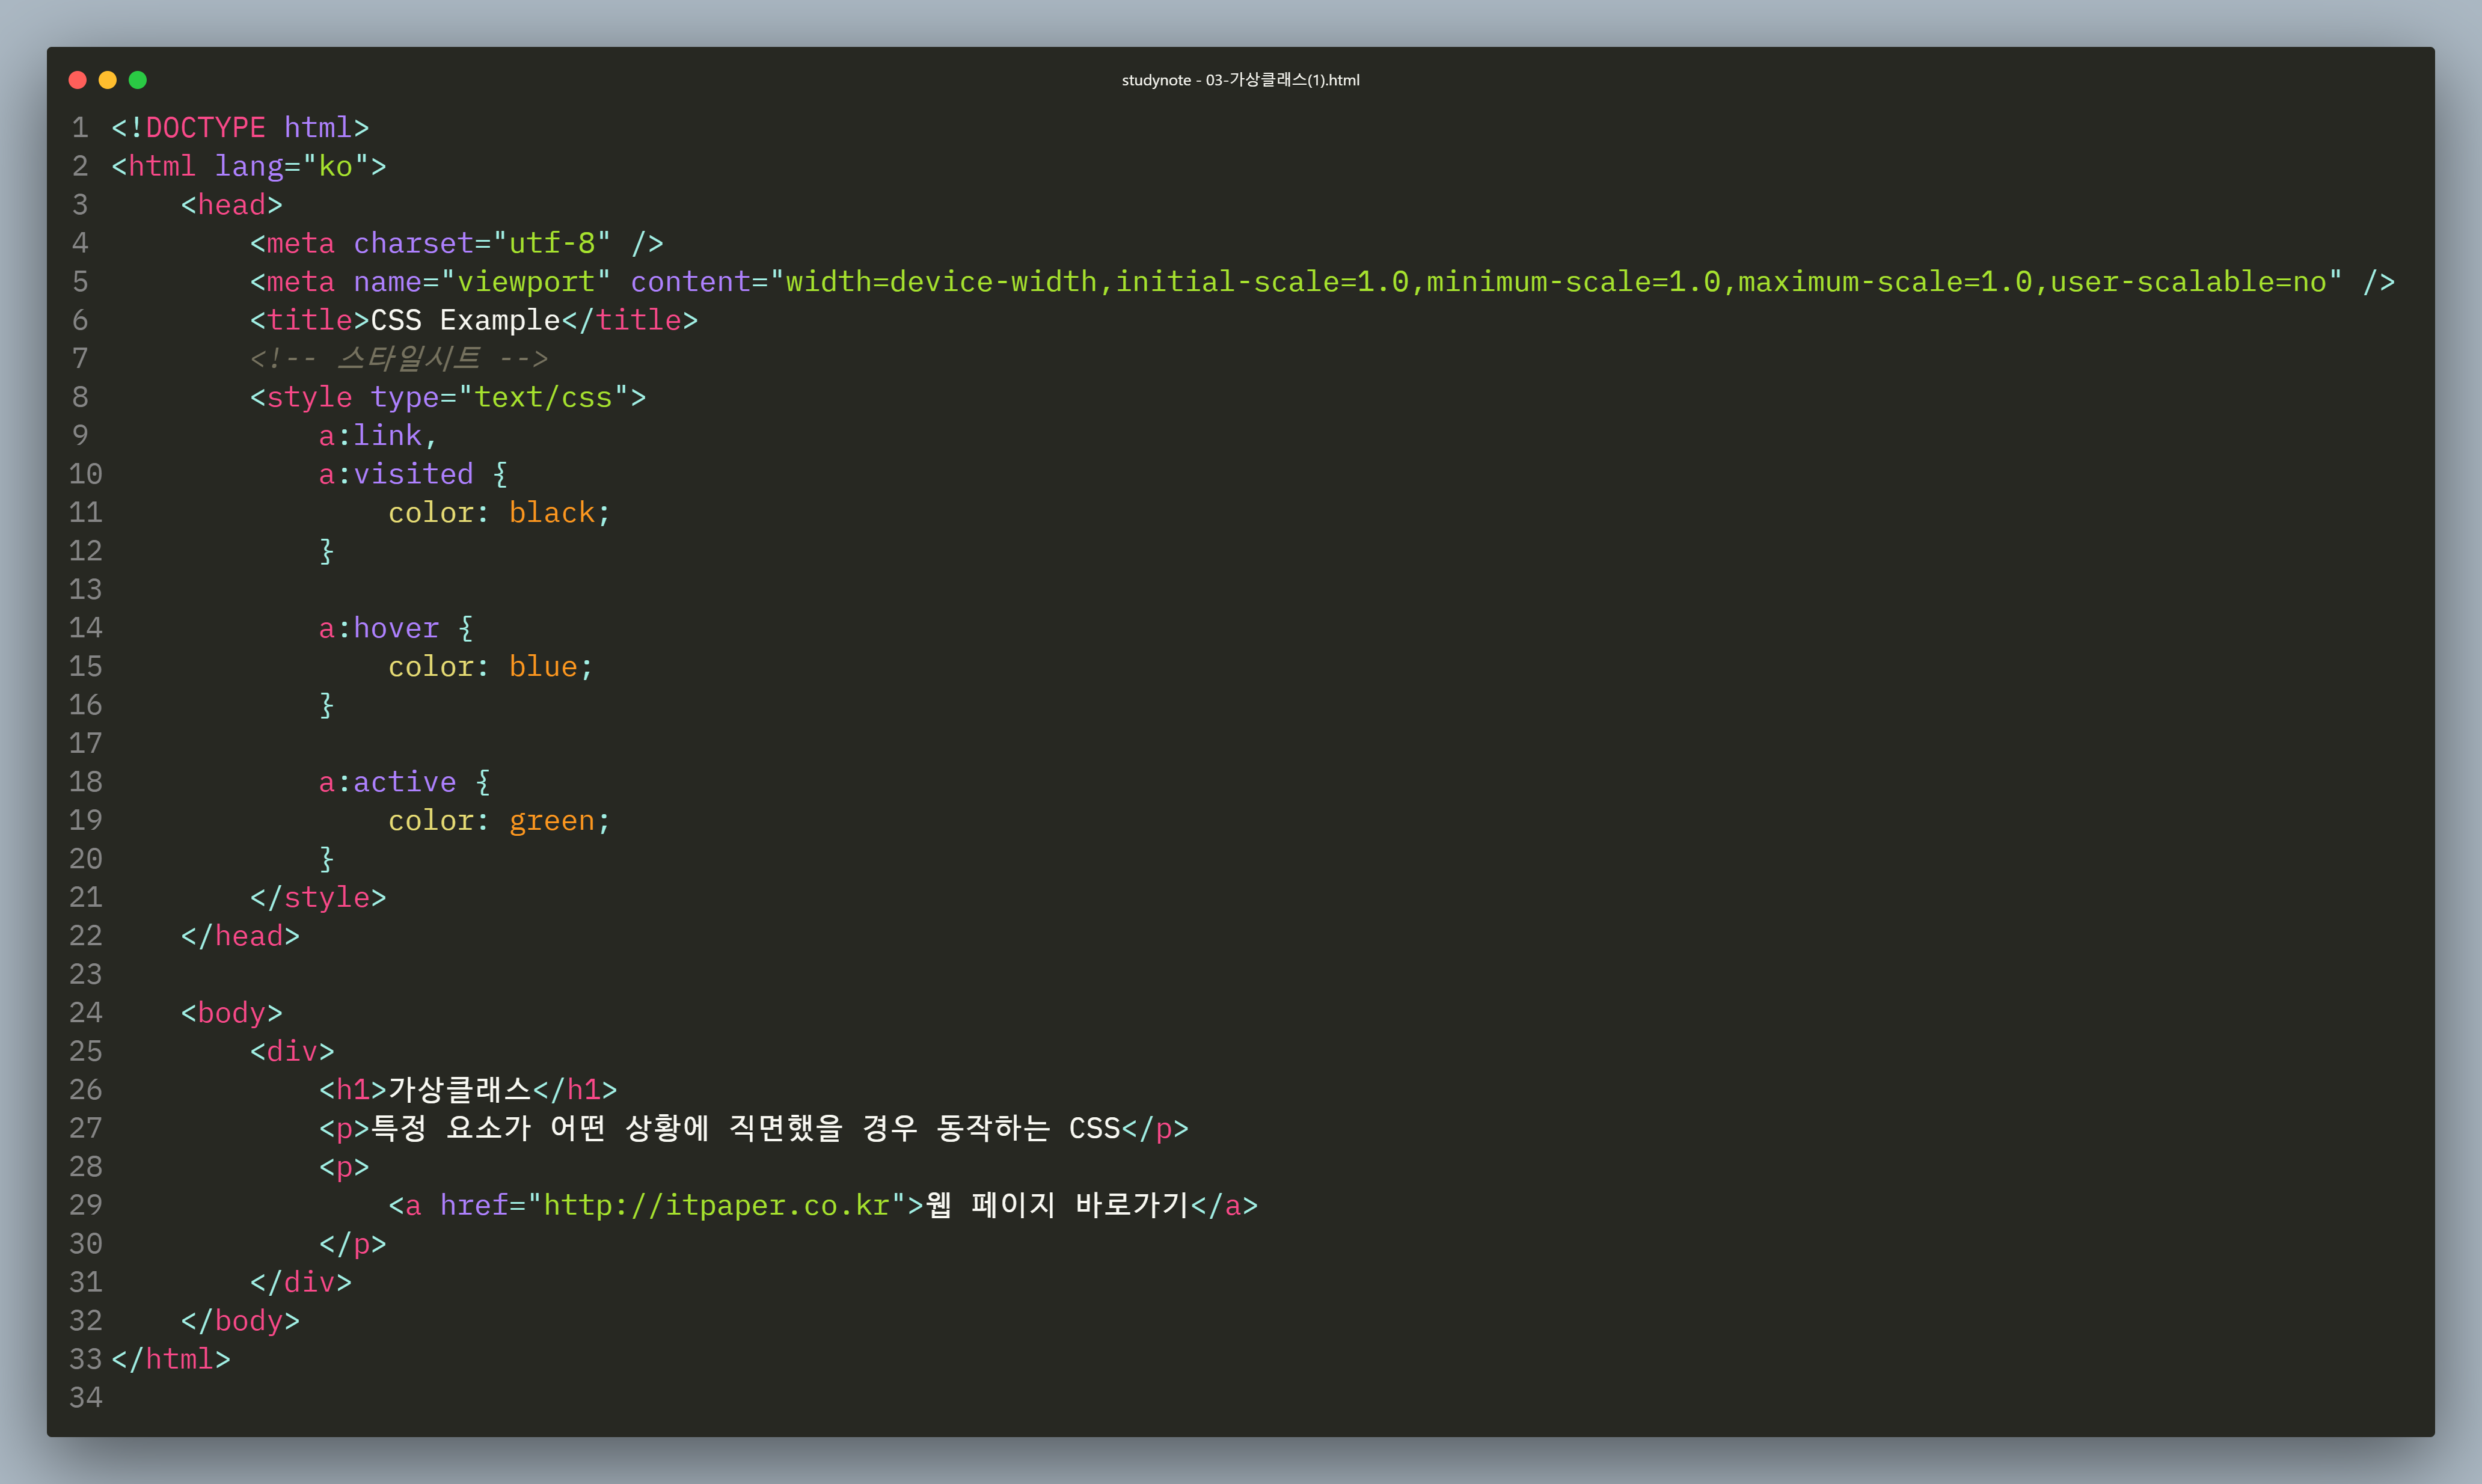 studynote - 03-가상클래스(1).html
1 <!DOCTYPE html>
2 <html lang="ko">
3     <head>
4         <meta charset="utf-8" />
5         <meta name="viewport" content="width=device-width,initial-scale=1.0,minimum-scale=1.0,maximum-scale=1.0,user-scalable=no" />
6         <title>CSS Example</title>
7         <!-- 스타일시트 -->
8         <style type="text/css">
9             a:link,
10             a:visited {
11                 color: black;
12             }
13
14             a:hover {
15                 color: blue;
16             }
17
18             a:active {
19                 color: green;
20             }
21         </style>
22     </head>
23
24     <body>
25         <div>
26             <h1>가상클래스</h1>
27             <p>특정 요소가 어떤 상황에 직면했을 경우 동작하는 CSS</p>
28             <p>
29                 <a href="http://itpaper.co.kr">웹 페이지 바로가기</a>
30             </p>
31         </div>
32     </body>
33 </html>
34